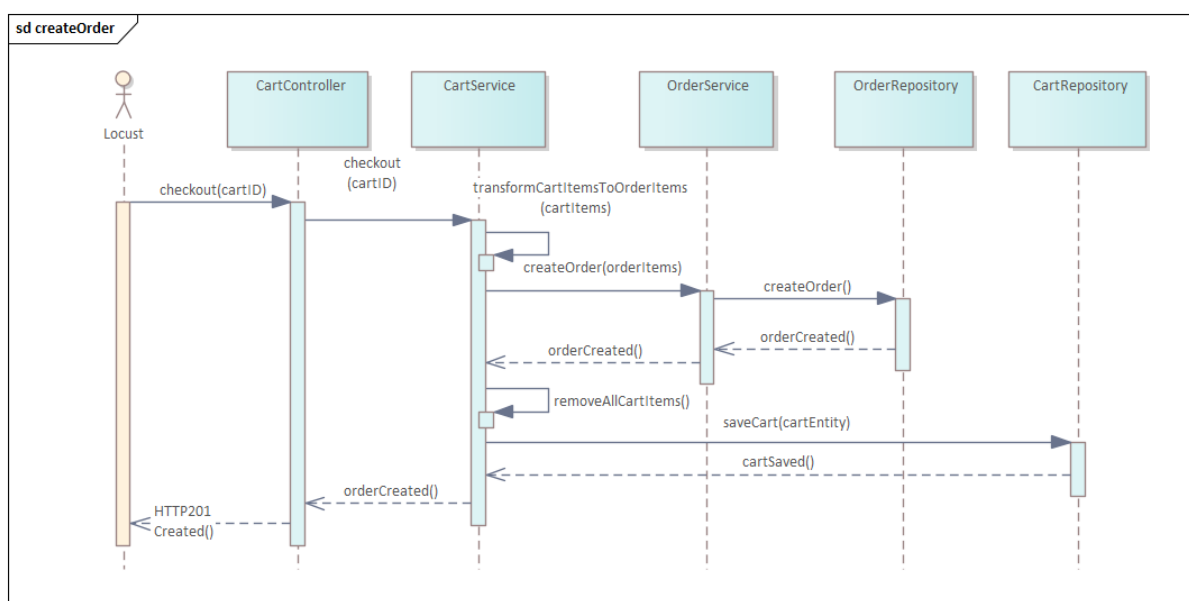 sd createOrder
CartController
CartService
OrderService
OrderRepository
CartRepository
Locust
checkout
(cartID)
checkout(cartID)
transformCartItemsToOrderItems
(cartItems)
createOrder(orderItems)
createOrder()
orderCreated()
orderCreated()
removeAllCartItems()
saveCart(cartEntity)
cartSaved()
orderCreated()
HTTP201
Created()